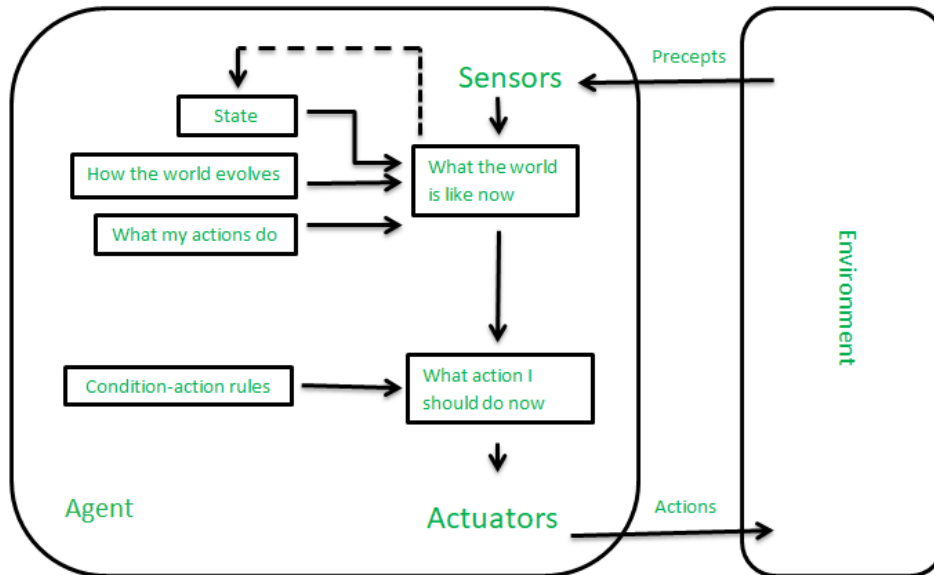 Precepts
Sensors
State
What the world
is like now
How the world evolves
What my actions do
Environment
What action I
should do now
Condition-action rules
Agent
Actuators
Actions